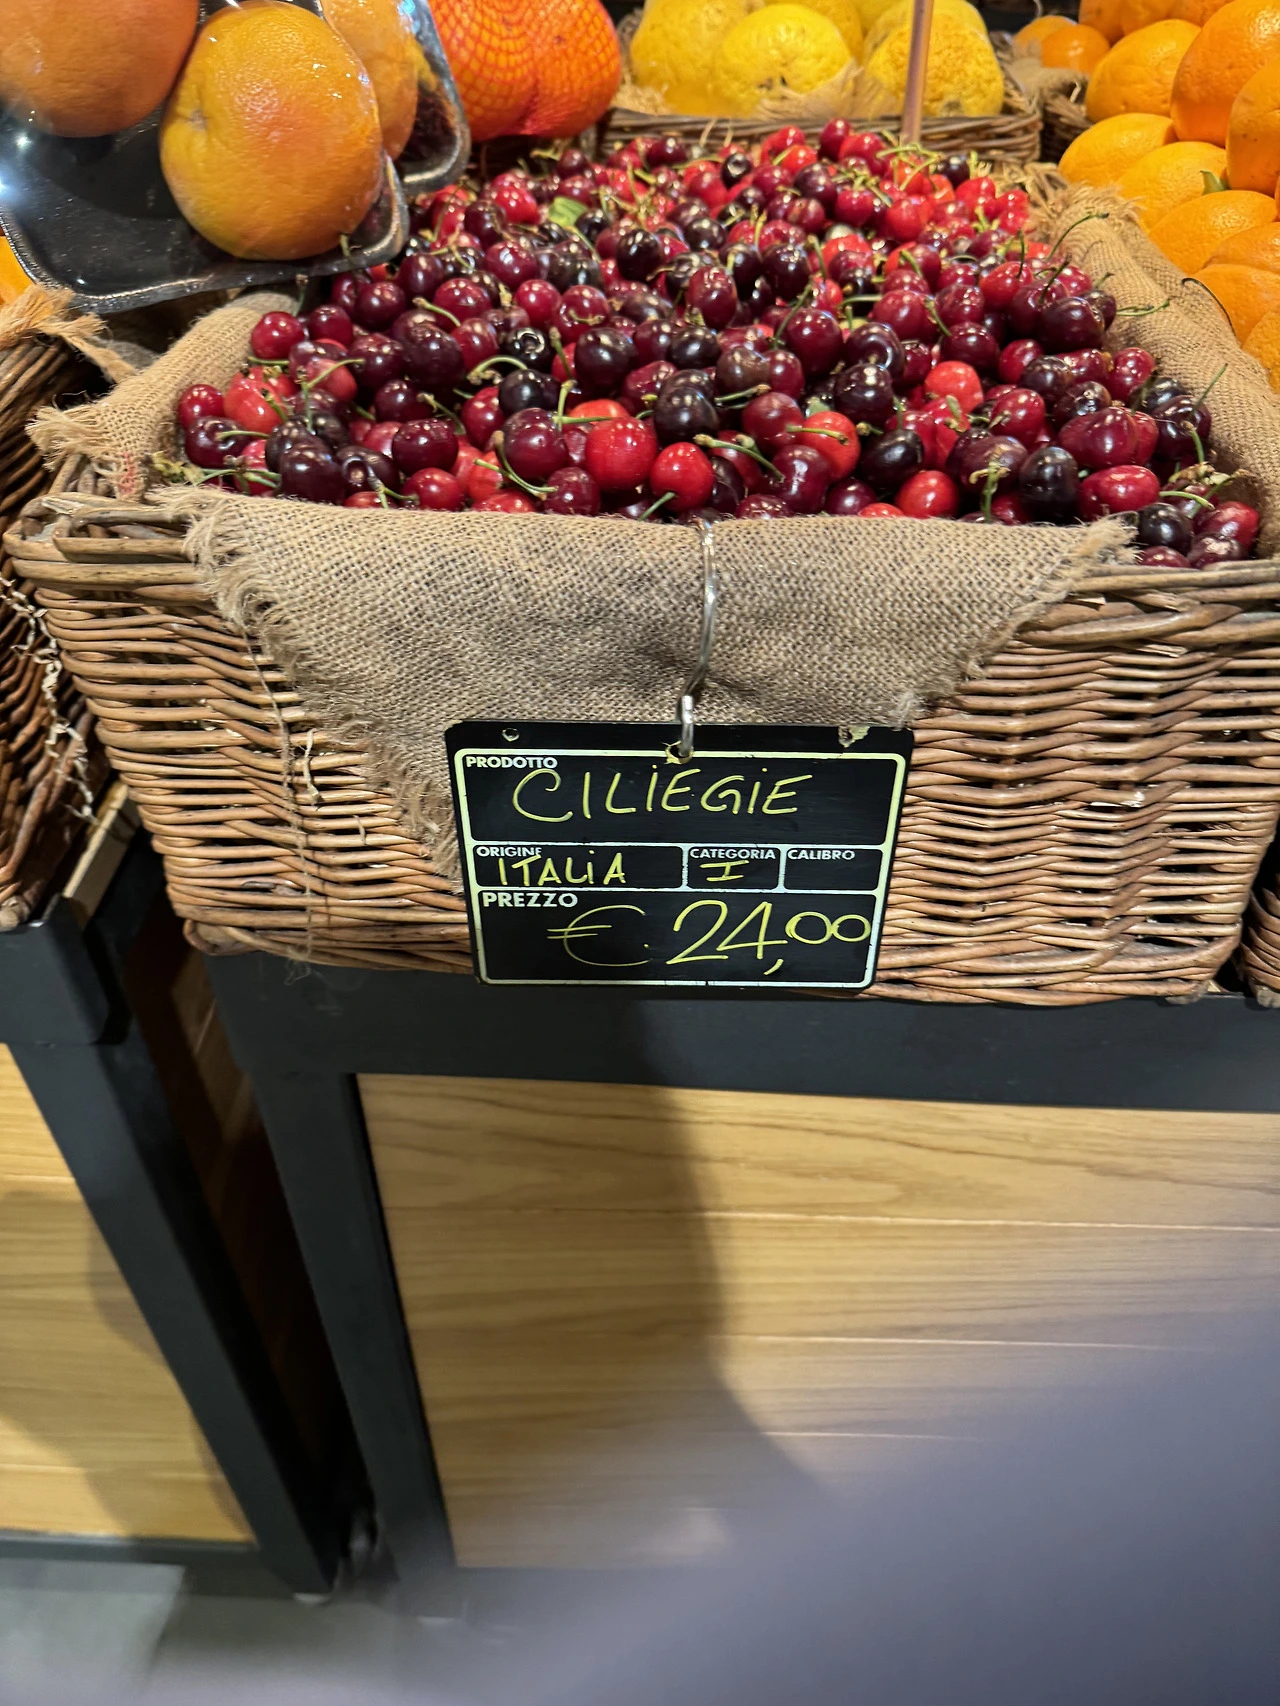 PRODOTTO
CILIEGIE
ORIGINE CATEGORIA CALIBRO
ITALIA I
PREZZO
€. 24,00